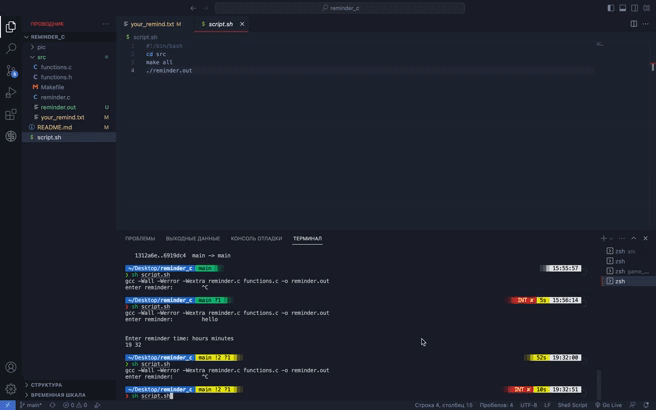 reminder_c
ПРОВОДНИК
your_remind.txt M
script.sh
REMINDER_C
pic
src
functions.c
functions.h
Makefile
reminder.c
reminder.out U
your_remind.txt M
README.md M
script.sh
script.sh
1 #!/bin/bash
2 cd src
3 make all
4 ./reminder.out
ПРОБЛЕМЫ ВЫХОДНЫЕ ДАННЫЕ КОНСОЛЬ ОТЛАДКИ ТЕРМИНАЛ
1312a6e..6919dc4 main -> main
~/Desktop/reminder_c main 15:55:57
sh script.sh
gcc -Wall -Werror -Wextra reminder.c functions.c -o reminder.out
enter reminder: ^C
~/Desktop/reminder_c main ?1 INT 5s 15:56:14
sh script.sh
gcc -Wall -Werror -Wextra reminder.c functions.c -o reminder.out
enter reminder: hello
Enter reminder time: hours minutes
19 32
~/Desktop/reminder_c main !2 ?1 52s 19:32:00
sh script.sh
gcc -Wall -Werror -Wextra reminder.c functions.c -o reminder.out
enter reminder: ^C
~/Desktop/reminder_c main !2 ?1 INT 10s 19:32:51
sh script.sh
zsh src
zsh
zsh game_...
zsh
СТРУКТУРА
ВРЕМЕННАЯ ШКАЛА
main* 0 0 Строка 4, столбец 15 Пробелов: 4 UTF-8 LF Shell Script Go Live